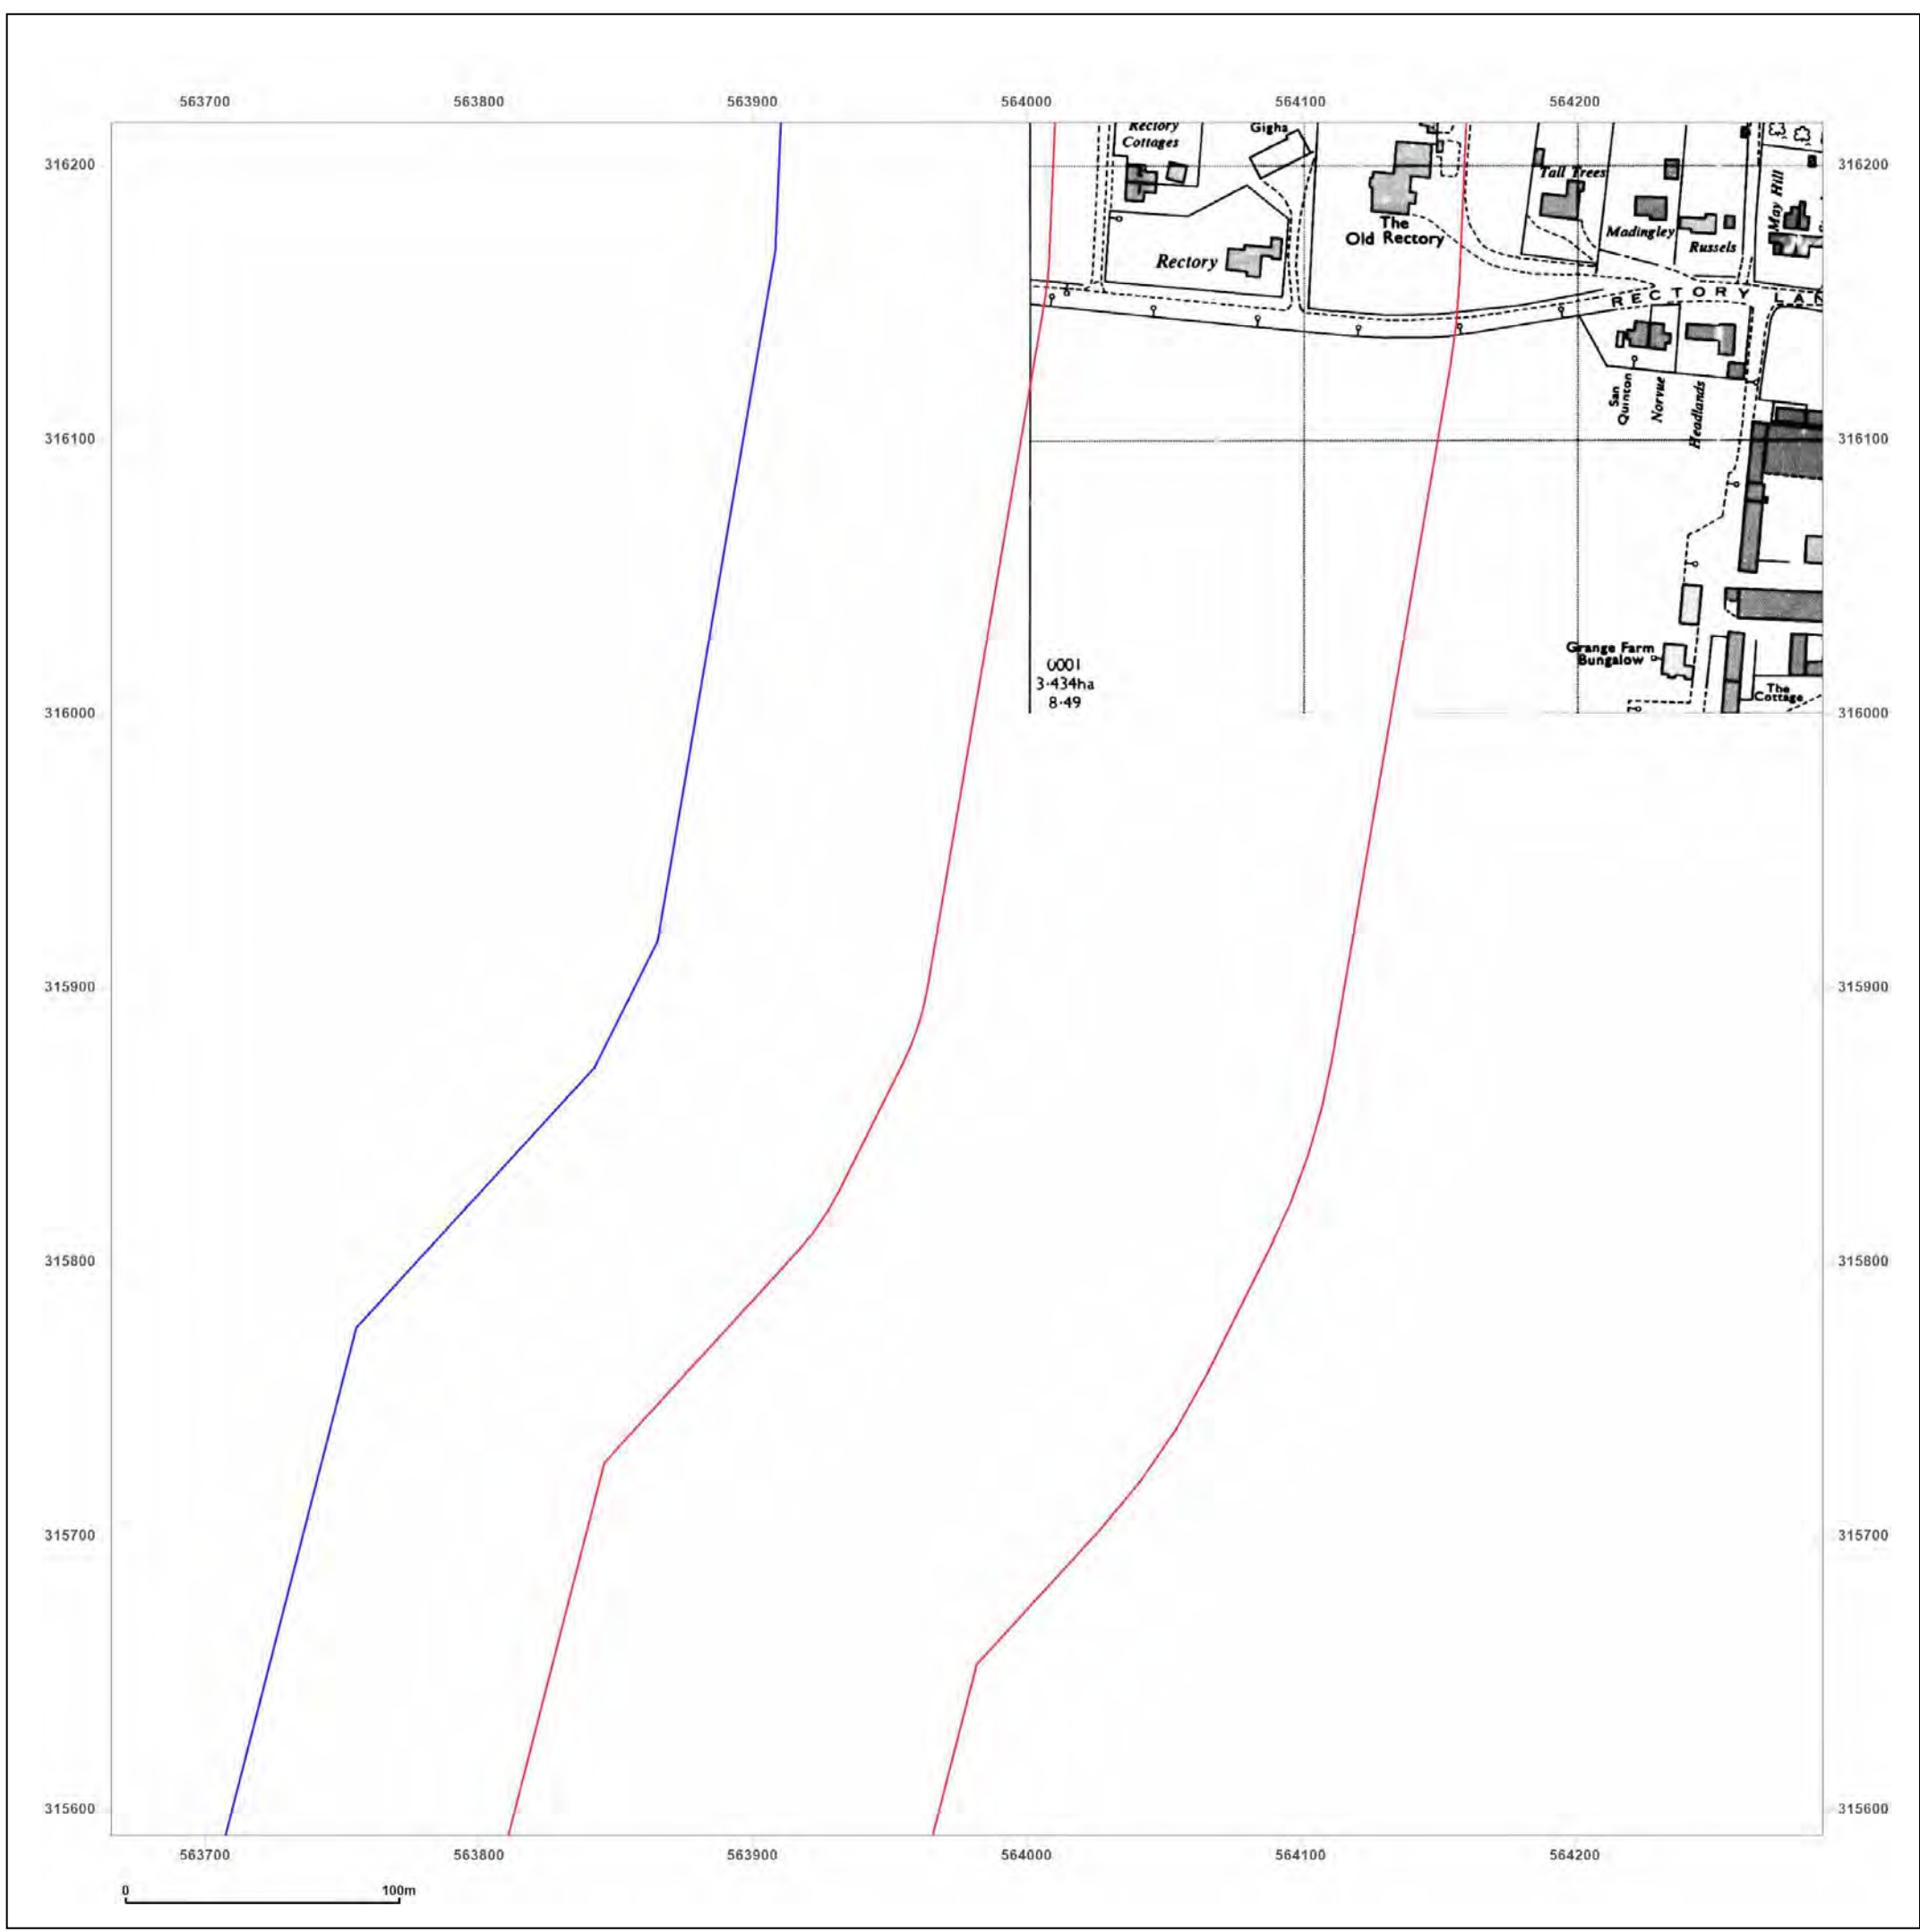 563700 563800 563900 564000 564100 564200
316200 316200
Rectory
Cottages
Gigha
Tall Trees
May Hill
The
Old Rectory
Madingley
Russels
Rectory
RECTORY LAN
San
Quinton
Norvue
Headlands
316100 316100
Grange Farm
Bungalow
0001
3·434ha
8·49
The
Cottage
316000 316000
315900 315900
315800 315800
315700 315700
315600 315600
563700 563800 563900 564000 564100 564200
0 100m